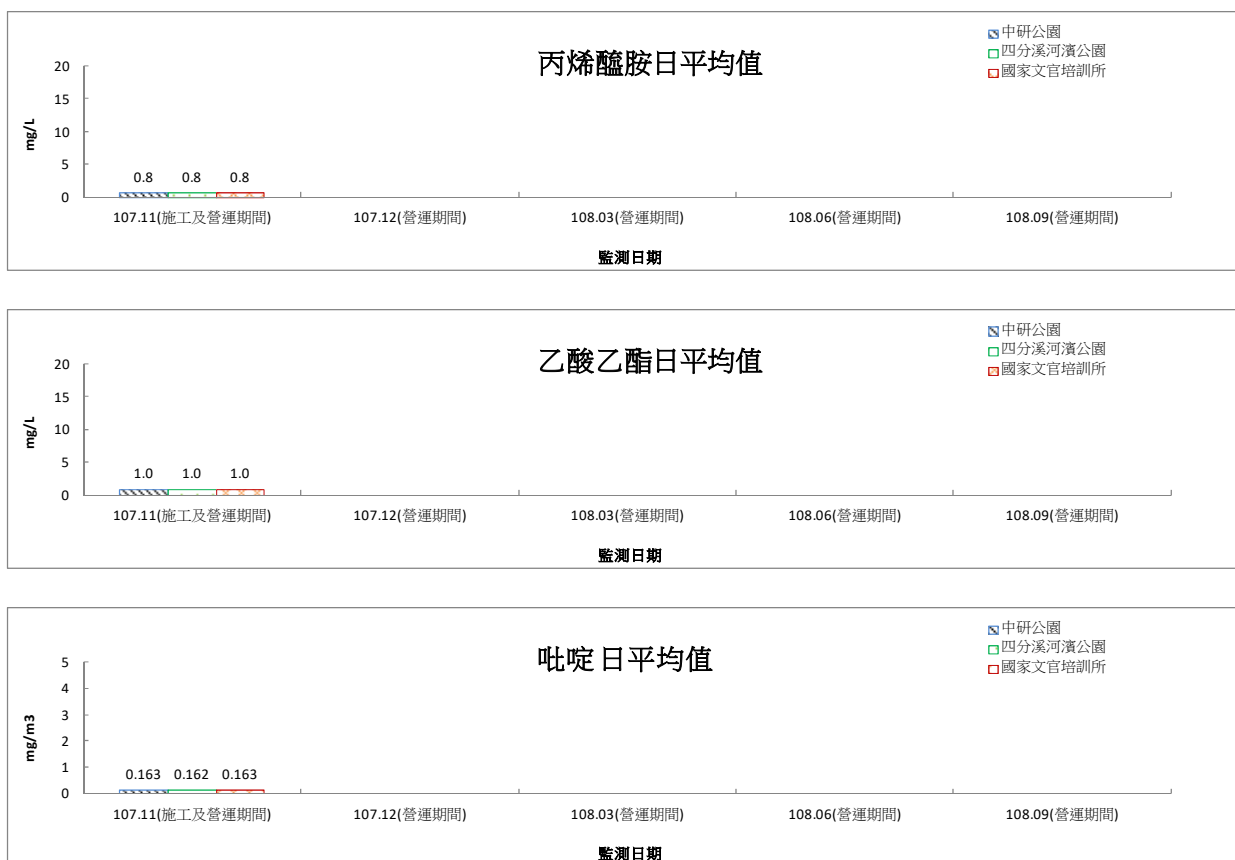 丙烯醯胺日平均值
中研公園
四分溪河濱公園
國家文官培訓所
mg/L
20
15
10
5
0
0.8 0.8 0.8
107.11(施工及營運期間) 107.12(營運期間) 108.03(營運期間) 108.06(營運期間) 108.09(營運期間)
監測日期
乙酸乙酯日平均值
中研公園
四分溪河濱公園
國家文官培訓所
mg/L
20
15
10
5
0
1.0 1.0 1.0
107.11(施工及營運期間) 107.12(營運期間) 108.03(營運期間) 108.06(營運期間) 108.09(營運期間)
監測日期
吡啶日平均值
中研公園
四分溪河濱公園
國家文官培訓所
mg/m3
5
4
3
2
1
0
0.163 0.162 0.163
107.11(施工及營運期間) 107.12(營運期間) 108.03(營運期間) 108.06(營運期間) 108.09(營運期間)
監測日期